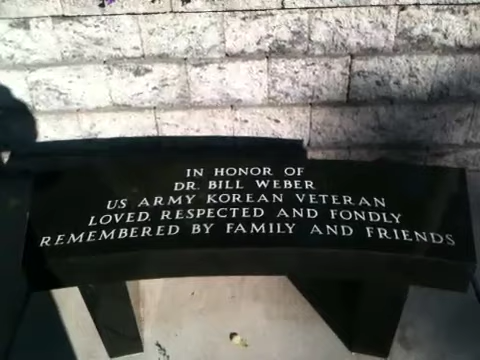 IN HONOR OF
DR. BILL WEBER
US ARMY KOREAN VETERAN
LOVED, RESPECTED AND FONDLY
REMEMBERED BY FAMILY AND FRIENDS